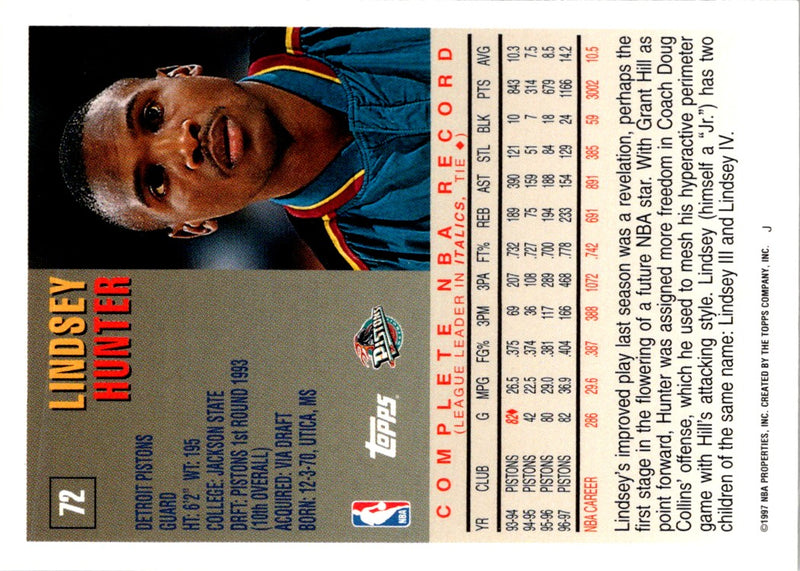 72
LINDSEY
HUNTER
DETROIT PISTONS
GUARD
HT: 6'2" WT: 195
COLLEGE: JACKSON STATE
DRFT: PISTONS 1st ROUND 1993
(10th OVERALL)
ACQUIRED: VIA DRAFT
BORN: 12-3-70, UTICA, MS
NBA
TOPPS
PISTONS
COMPLETE NBA RECORD
(LEAGUE LEADER IN ITALICS, TIE ♦)
YR CLUB G MPG FG% 3PM 3PA FT% REB AST STL BLK PTS AVG
93-94 PISTONS 82♦ 26.5 .375 69 207 .732 189 390 121 10 843 10.3
94-95 PISTONS 42 22.5 .374 36 108 .727 75 159 51 7 314 7.5
95-96 PISTONS 80 29.0 .381 117 289 .700 194 188 84 18 679 8.5
96-97 PISTONS 82 36.9 .404 166 468 .778 233 154 129 24 1166 14.2
NBA CAREER 286 29.6 .387 388 1072 .742 691 891 385 59 3002 10.5
Lindsey's improved play last season was a revelation, perhaps the
first stage in the flowering of a future NBA star. With Grant Hill as
point forward, Hunter was assigned more freedom in Coach Doug
Collins' offense, which he used to mesh his hyperactive perimeter
game with Hill's attacking style. Lindsey (himself a "Jr.") has two
children of the same name: Lindsey III and Lindsey IV.
©1997 NBA PROPERTIES, INC. CREATED BY THE TOPPS COMPANY, INC. J